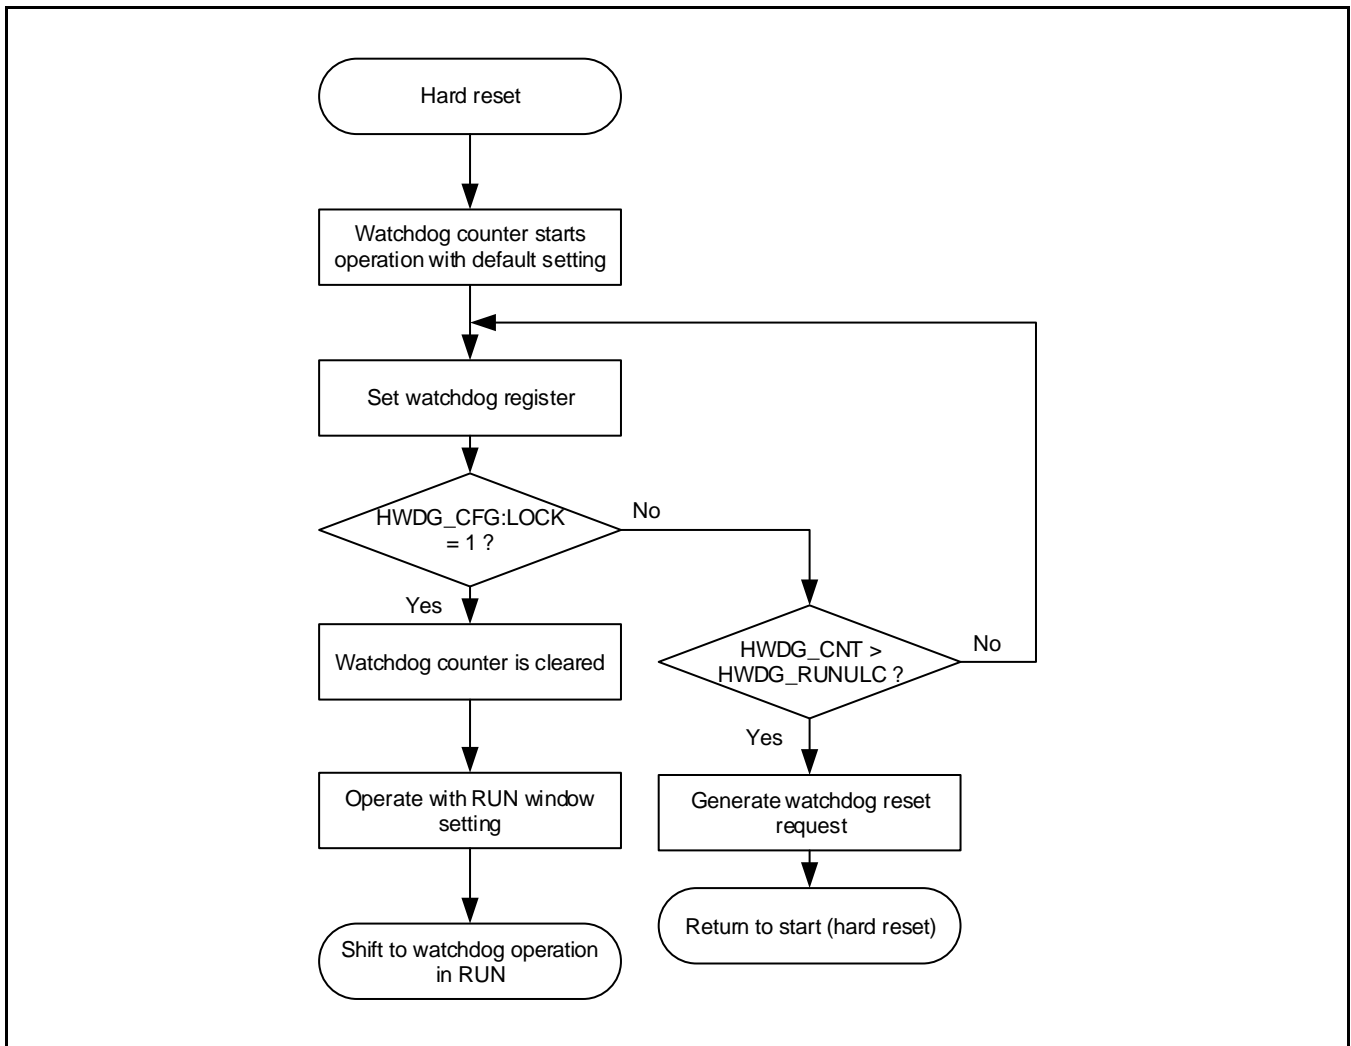 Hard reset
Watchdog counter starts
operation with default setting
Set watchdog register
HWDG_CFG:LOCK
= 1 ?
No
Yes
Watchdog counter is cleared
HWDG_CNT >
HWDG_RUNULC ?
No
Yes
Operate with RUN window
setting
Generate watchdog reset
request
Shift to watchdog operation
in RUN
Return to start (hard reset)